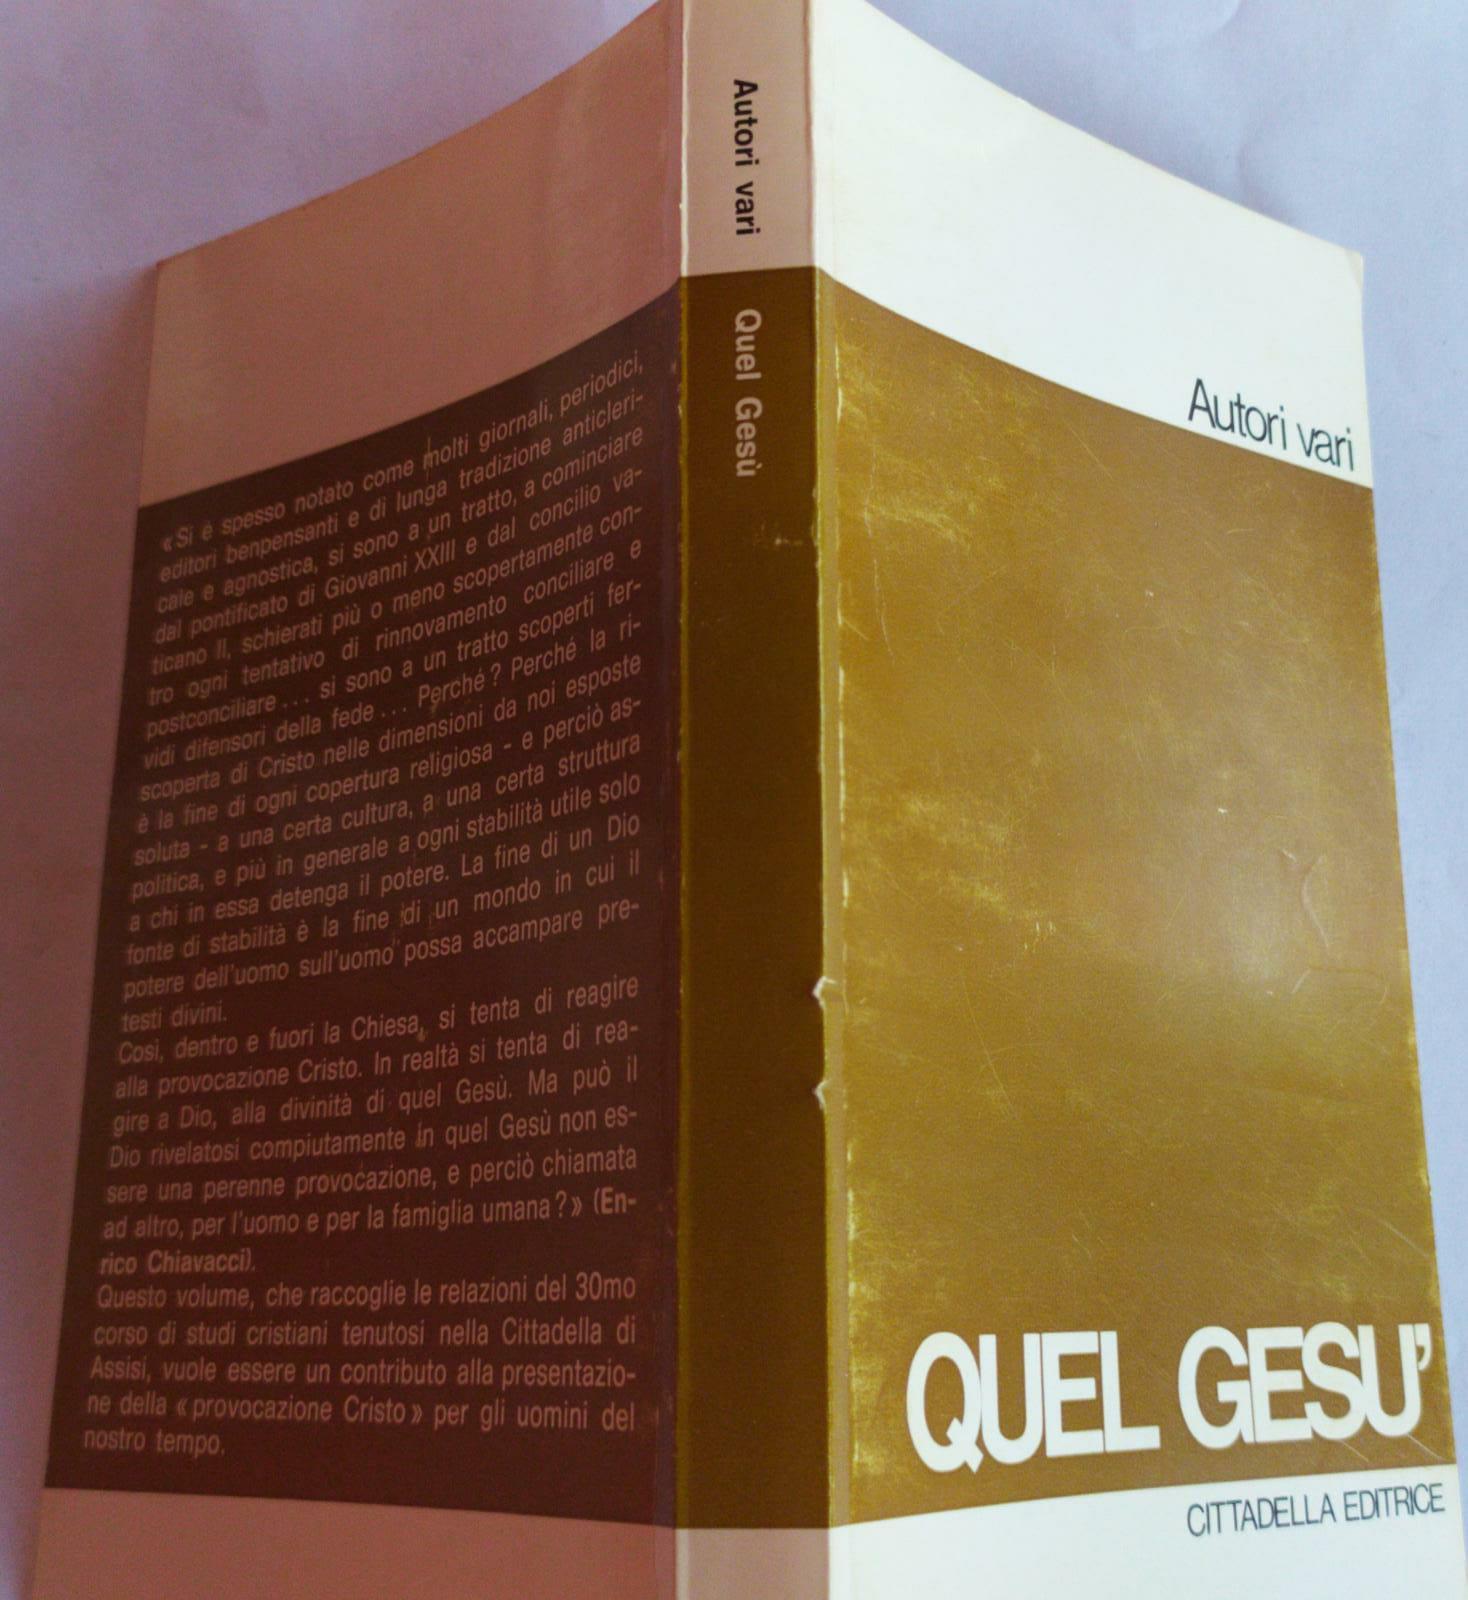 «Si è spesso notato come molti giornali, periodici,
editori benpensanti e di lunga tradizione anticleri-
cale e agnostica, si sono a un tratto, a cominciare
dal pontificato di Giovanni XXIII e dal concilio va-
ticano II, schierati più o meno scopertamente con-
tro ogni tentativo di rinnovamento conciliare e
postconciliare... si sono a un tratto scoperti fer-
vidi difensori della fede... Perché? Perché la ri-
scoperta di Cristo nelle dimensioni da noi esposte
è la fine di ogni copertura religiosa - e perciò as-
soluta - a una certa cultura, a una certa struttura
politica, e più in generale a ogni stabilità utile solo
a chi in essa detenga il potere. La fine di un Dio
fonte di stabilità è la fine di un mondo in cui il
potere dell'uomo sull'uomo possa accampare pre-
testi divini.
Così, dentro e fuori la Chiesa, si tenta di reagire
alla provocazione Cristo. In realtà si tenta di rea-
gire a Dio, alla divinità di quel Gesù. Ma può il
Dio rivelatosi compiutamente in quel Gesù non es-
sere una perenne provocazione, e perciò chiamata
ad altro, per l'uomo e per la famiglia umana?» (En-
rico Chiavacci).
Questo volume, che raccoglie le relazioni del 30mo
corso di studi cristiani tenutosi nella Cittadella di
Assisi, vuole essere un contributo alla presentazio-
ne della «provocazione Cristo» per gli uomini del
nostro tempo.
Autori vari
Quel Gesù
Autori vari
QUEL GESU'
CITTADELLA EDITRICE